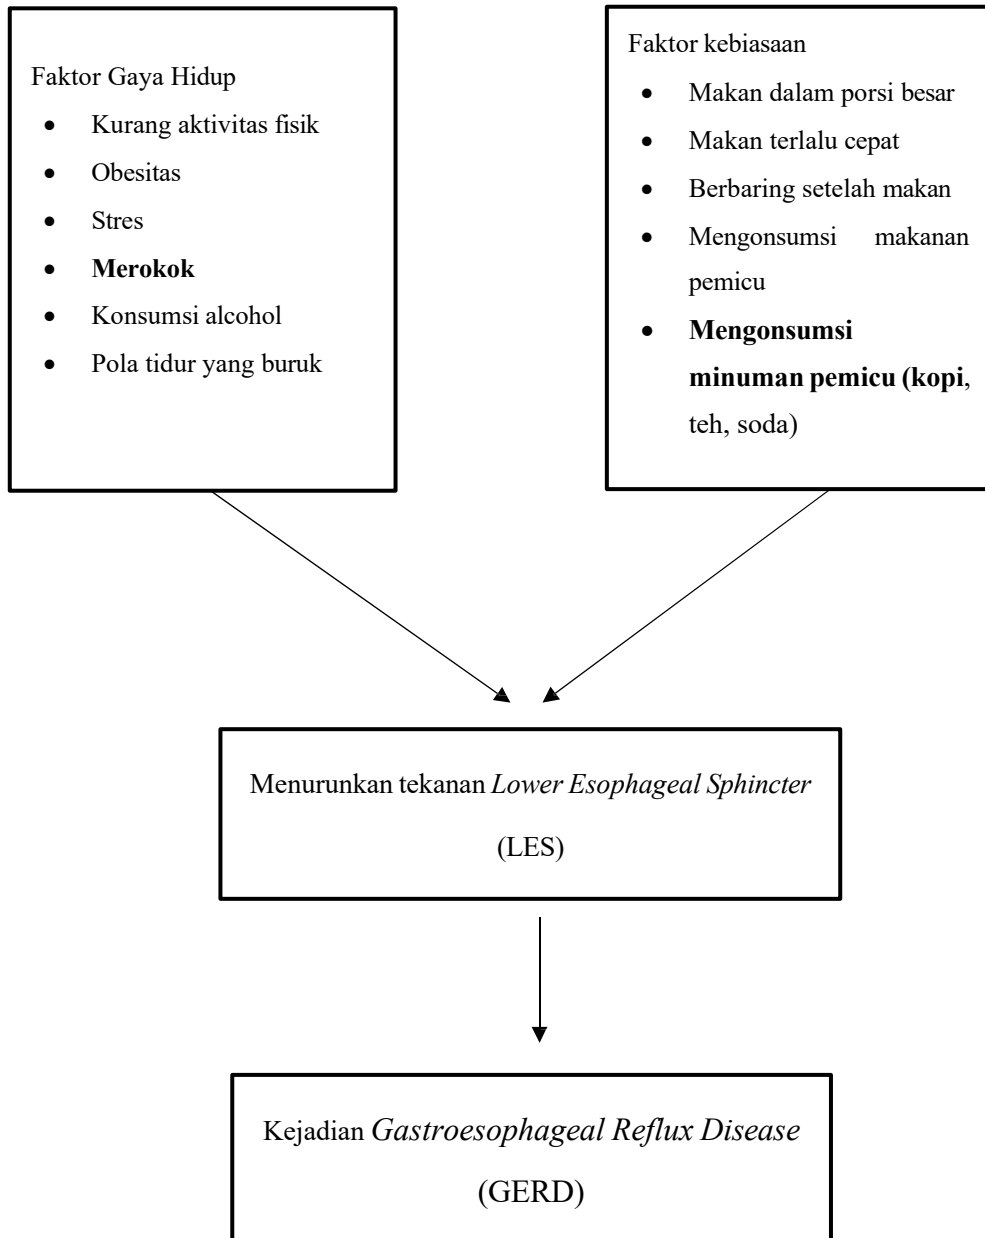 Faktor Gaya Hidup
• Kurang aktivitas fisik
• Obesitas
• Stres
• Merokok
• Konsumsi alcohol
• Pola tidur yang buruk
Faktor kebiasaan
• Makan dalam porsi besar
• Makan terlalu cepat
• Berbaring setelah makan
• Mengonsumsi makanan
pemicu
• Mengonsumsi
minuman pemicu (kopi,
teh, soda)
Menurunkan tekanan Lower Esophageal Sphincter
(LES)
Kejadian Gastroesophageal Reflux Disease
(GERD)